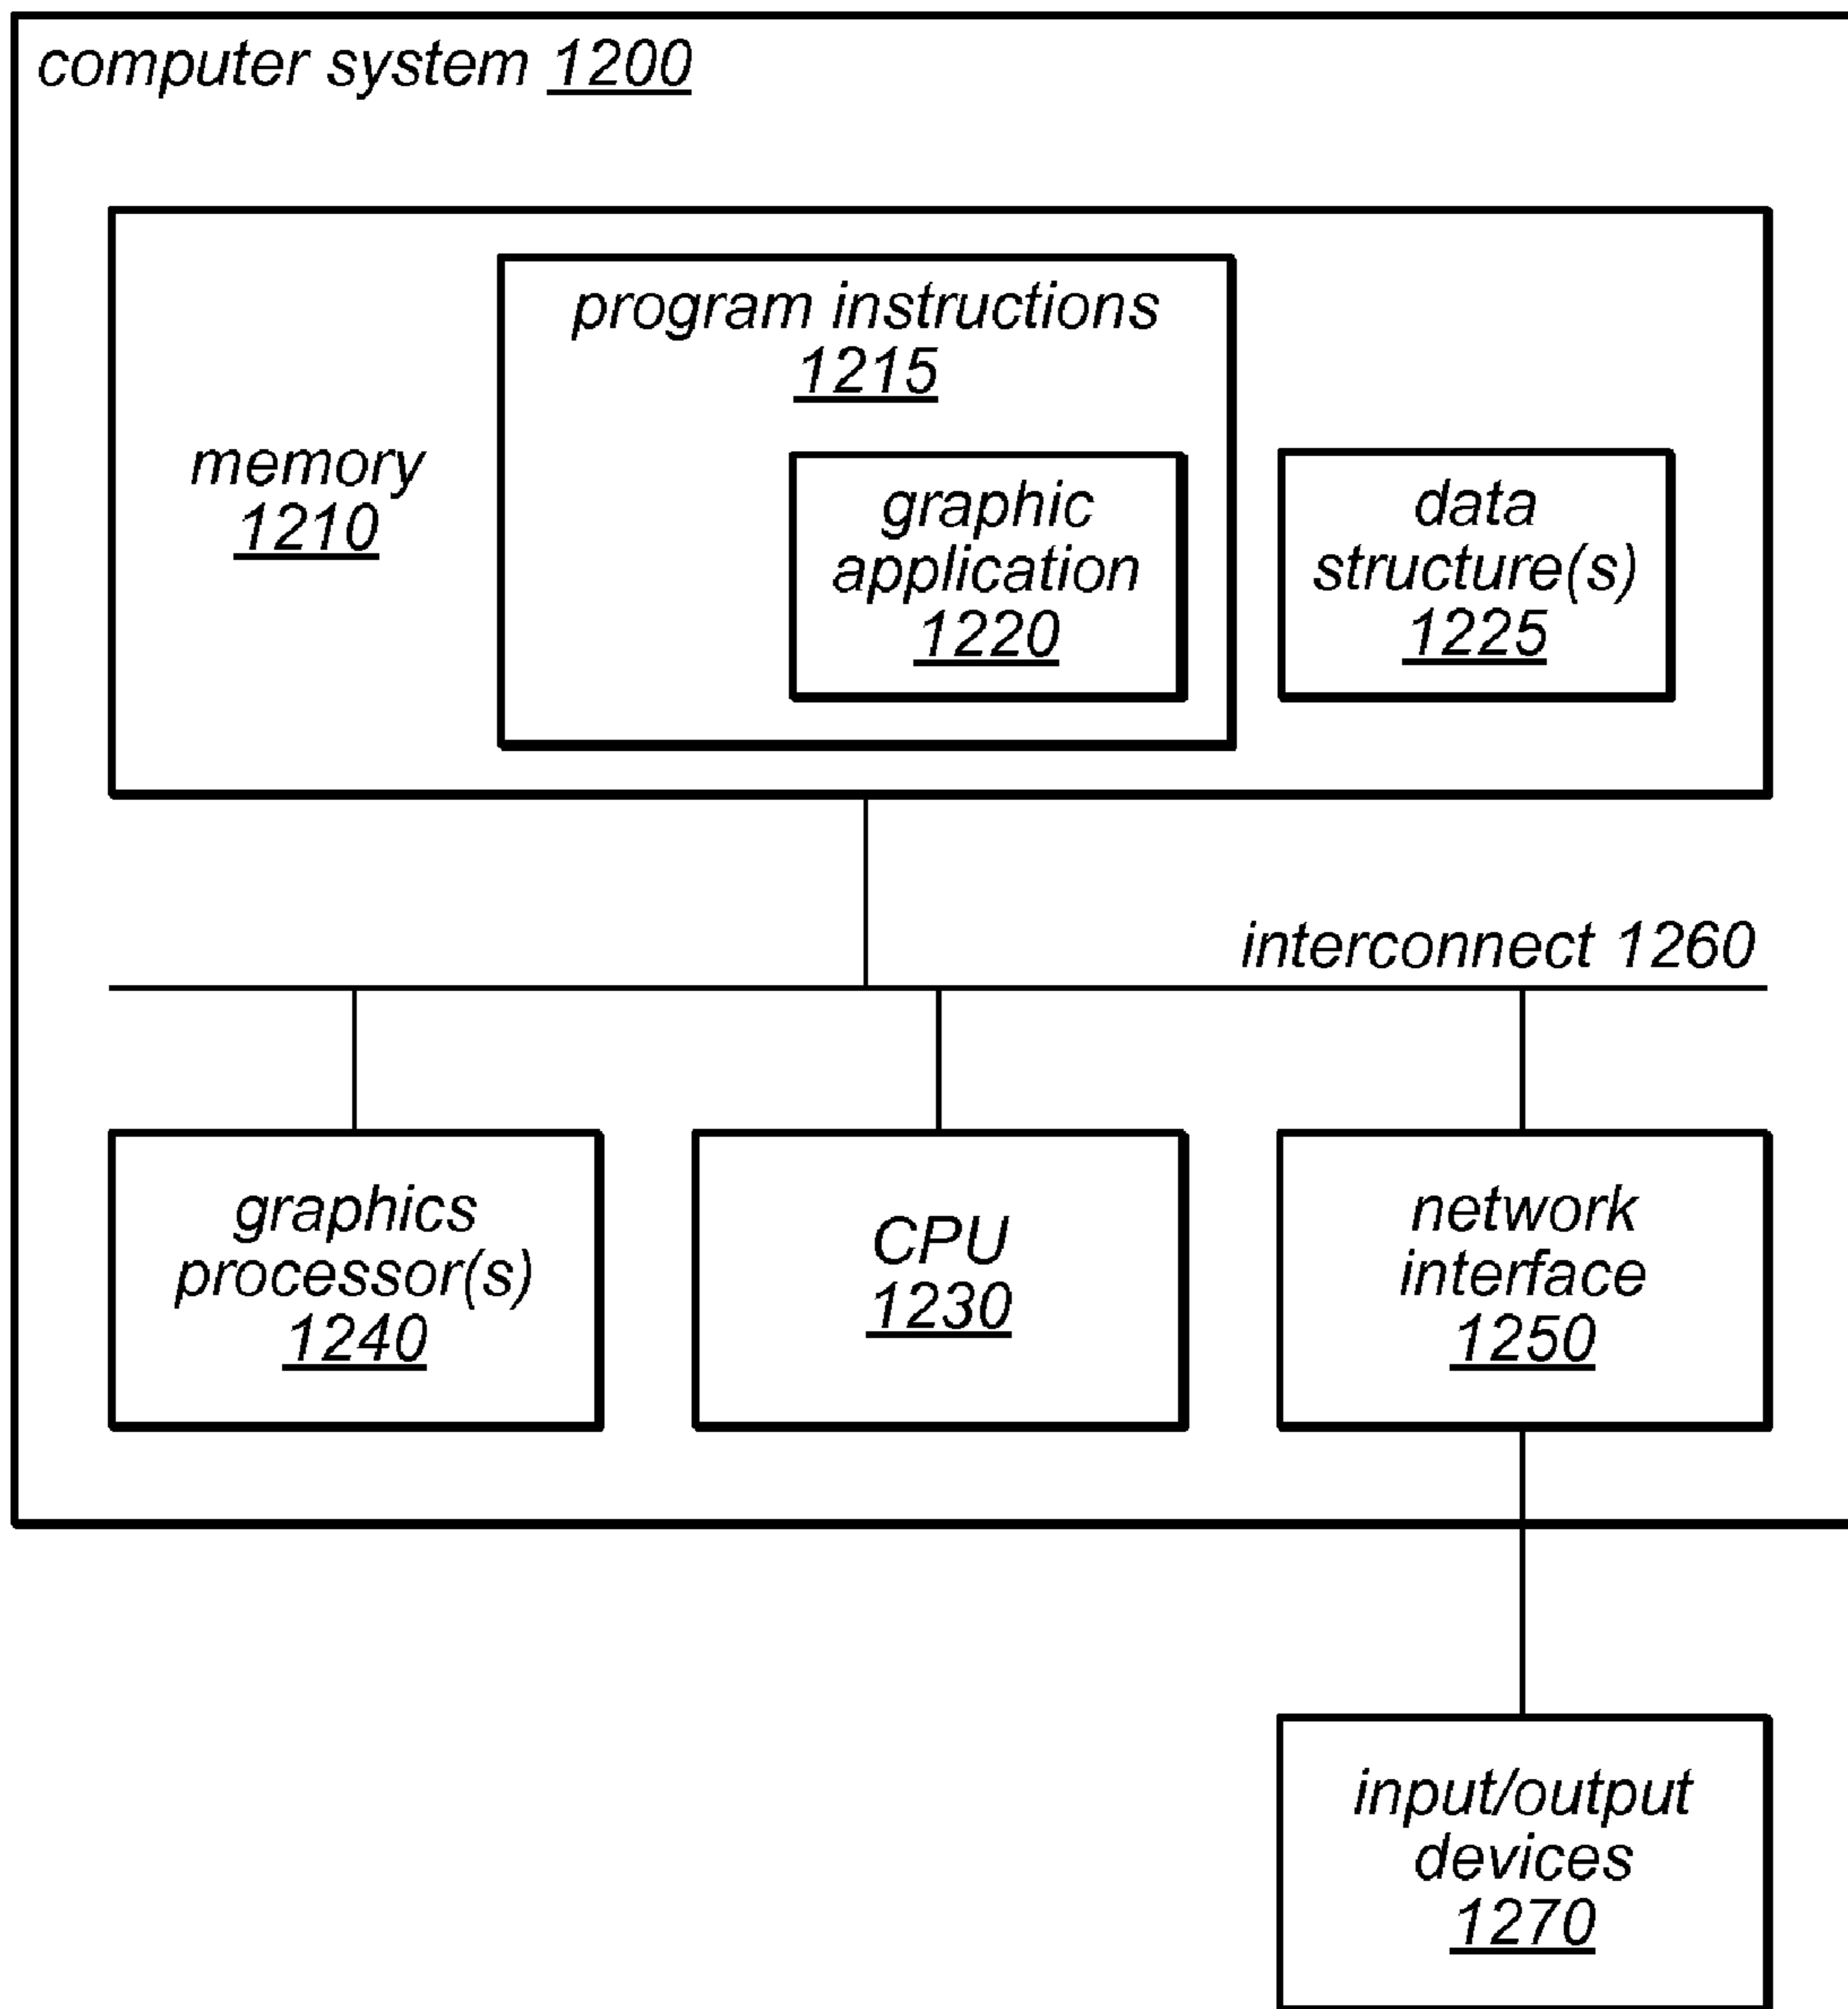 computer system 1200
program instructions
1215
memory
1210
graphic
application
1220
data
structure(s)
1225
interconnect 1260
graphics
processor(s)
1240
CPU
1230
network
interface
1250
input/output
devices
1270